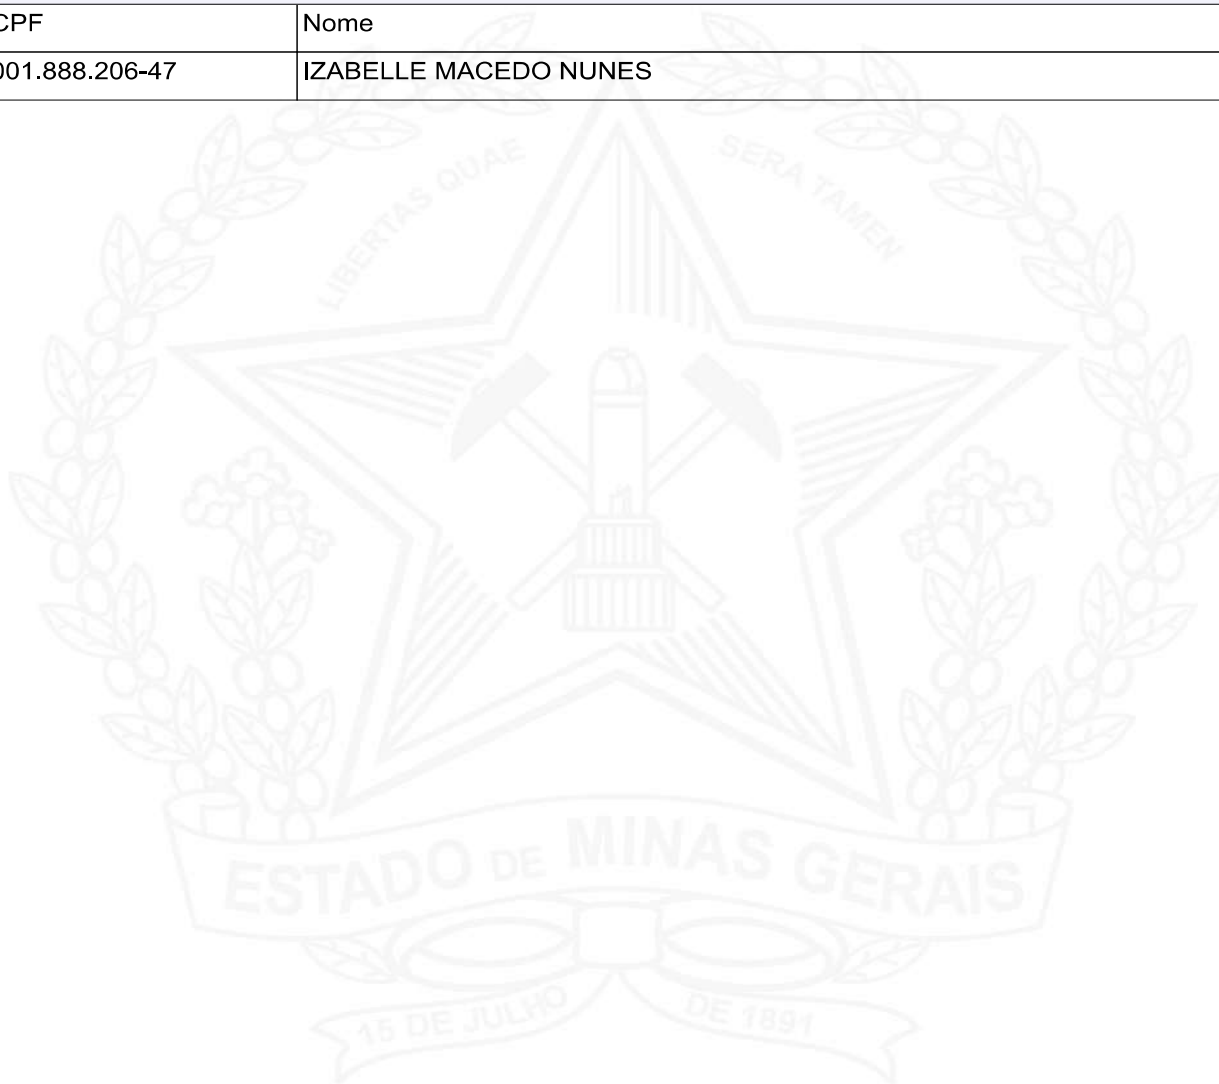 CPF
Nome
001.888.206-47
IZABELLE MACEDO NUNES
LIBERTAS QUAE
SERA TAMEN
ESTADO DE MINAS GERAIS
15 DE JULHO
DE 1891